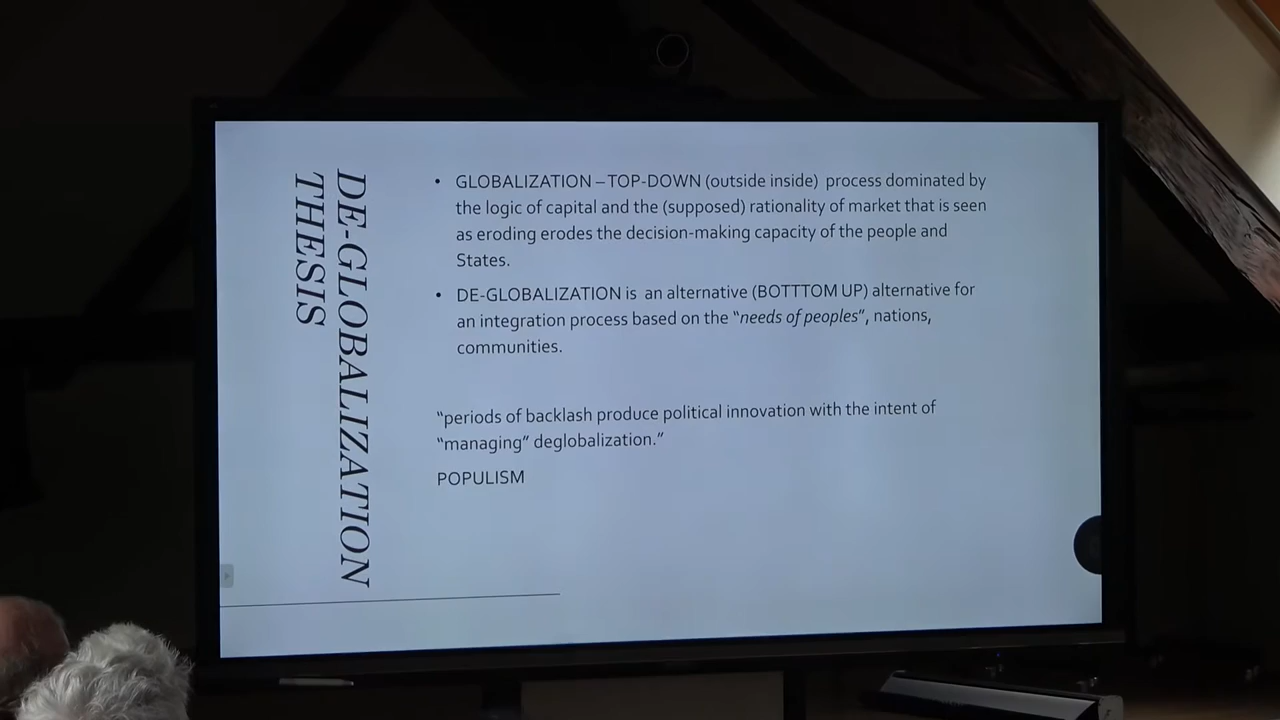 DE-GLOBALIZATION
THESIS
• GLOBALIZATION – TOP-DOWN (outside inside) process dominated by
the logic of capital and the (supposed) rationality of market that is seen
as eroding erodes the decision-making capacity of the people and
States.
• DE-GLOBALIZATION is an alternative (BOTTTOM UP) alternative for
an integration process based on the “needs of peoples”, nations,
communities.
“periods of backlash produce political innovation with the intent of
“managing” deglobalization.”
POPULISM